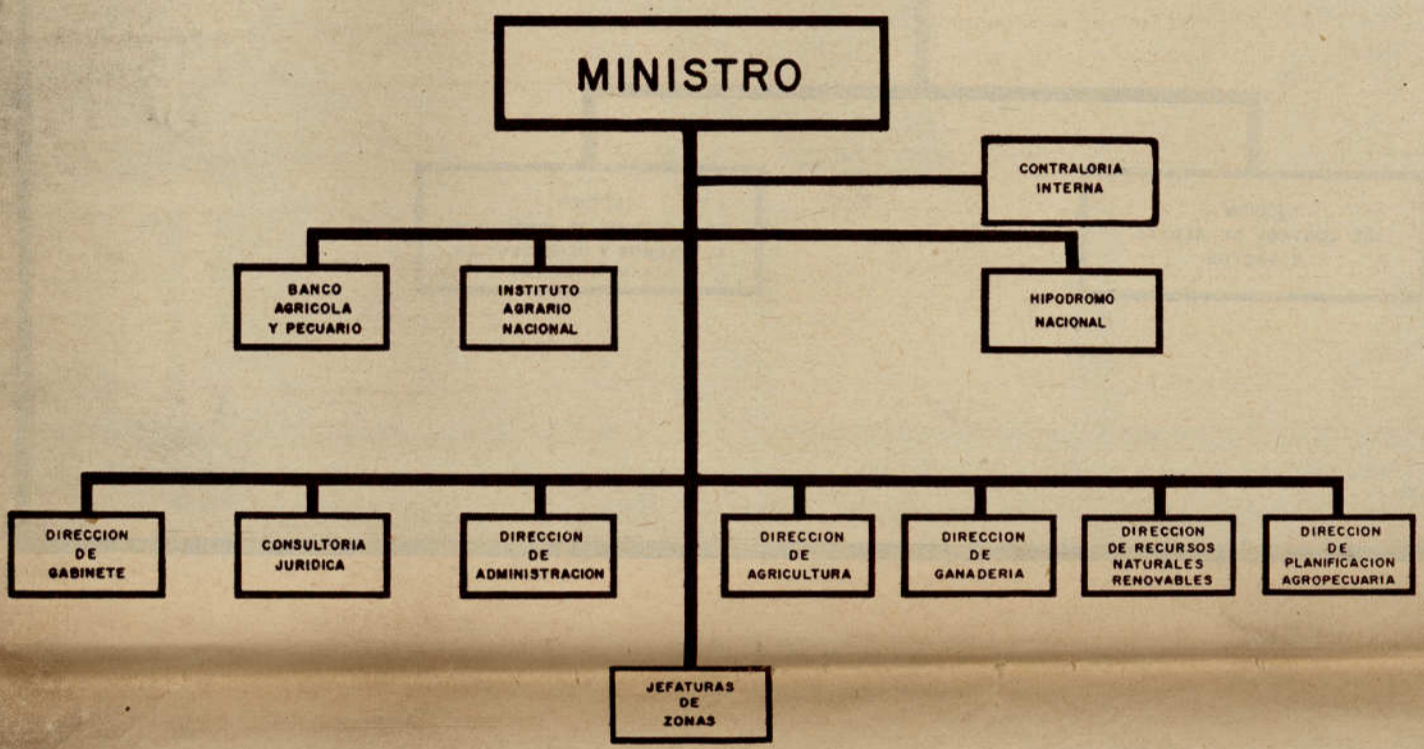 MINISTRO
CONTRALORIA
INTERNA
BANCO
AGRICOLA
Y PECUARIO
INSTITUTO
AGRARIO
NACIONAL
HIPODROMO
NACIONAL
DIRECCION
DE
GABINETE
CONSULTORIA
JURIDICA
DIRECCION
DE
ADMINISTRACION
DIRECCION
DE
AGRICULTURA
DIRECCION
DE
GANADERIA
DIRECCION
DE RECURSOS
NATURALES
RENOVABLES
DIRECCION
DE
PLANIFICACION
AGROPECUARIA
JEFATURAS
DE
ZONAS